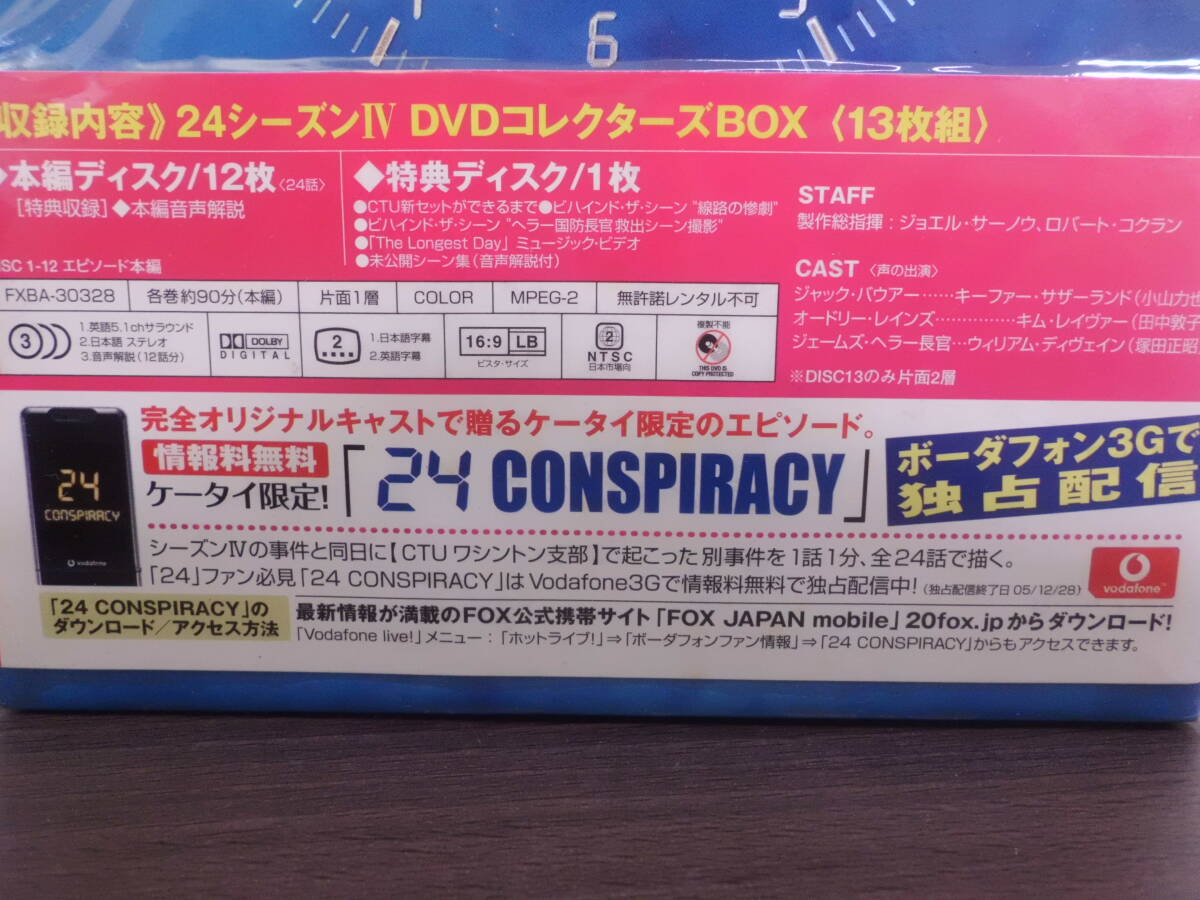 6
収録内容》 24シーズンⅣ DVDコレクターズBOX 〈13枚組〉
◆本編ディスク/12枚〈24話〉
[特典収録]◆本編音声解説
ISC 1-12 エピソード本編
◆特典ディスク/1枚
●CTU新セットができるまで●ビハインド・ザ・シーン "線路の惨劇"
●ビハインド・ザ・シーン "ヘラー国防長官救出シーン撮影"
●「The Longest Day」ミュージック・ビデオ
●未公開シーン集(音声解説付)
STAFF
製作総指揮：ジョエル・サーノウ、ロバート・コクラン
CAST 〈声の出演〉
ジャック・バウアー……キーファー・サザーランド(小山力也
オードリー・レインズ……………キム・レイヴァー(田中敦子
ジェームズ・ヘラー長官…ウィリアム・ディヴェイン(塚田正昭
※DISC13のみ片面2層
FXBA-30328 各巻約90分(本編) 片面1層 COLOR MPEG-2 無許諾レンタル不可
3
1.英語5.1chサラウンド
2.日本語 ステレオ
3.音声解説(12話分)
DOLBY
DIGITAL
2
1.日本語字幕
2.英語字幕
16:9 LB
ビスタ・サイズ
2
NTSC
日本市場向
複製不能
THIS DVD IS
COPY PROTECTED
完全オリジナルキャストで贈るケータイ限定のエピソード。
情報料無料
ケータイ限定!「24 CONSPIRACY」
ボーダフォン3Gで
独占配信
24
CONSPIRACY
vodafone
シーズンⅣの事件と同日に【CTU ワシントン支部】で起こった別事件を1話1分、全24話で描く。
「24」ファン必見「24 CONSPIRACY」はVodafone3Gで情報料無料で独占配信中!(独占配信終了日 05/12/28)
vodafone™
「24 CONSPIRACY」の
ダウンロード/アクセス方法
最新情報が満載のFOX公式携帯サイト「FOX JAPAN mobile」20fox.jpからダウンロード!
「Vodafone live!」メニュー：「ホットライブ!」⇒「ボーダフォンファン情報」⇒「24 CONSPIRACY」からもアクセスできます。